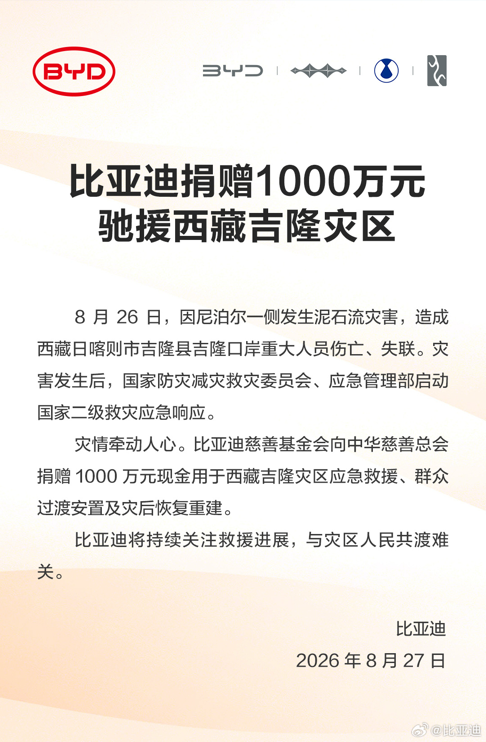 BYD
BYD
比亚迪捐赠1000万元
驰援西藏吉隆灾区
8 月 26 日，因尼泊尔一侧发生泥石流灾害，造成
西藏日喀则市吉隆县吉隆口岸重大人员伤亡、失联。灾
害发生后，国家防灾减灾救灾委员会、应急管理部启动
国家二级救灾应急响应。
灾情牵动人心。比亚迪慈善基金会向中华慈善总会
捐赠 1000 万元现金用于西藏吉隆灾区应急救援、群众
过渡安置及灾后恢复重建。
比亚迪将持续关注救援进展，与灾区人民共渡难
关。
比亚迪
2026 年 8 月 27 日
@比亚迪